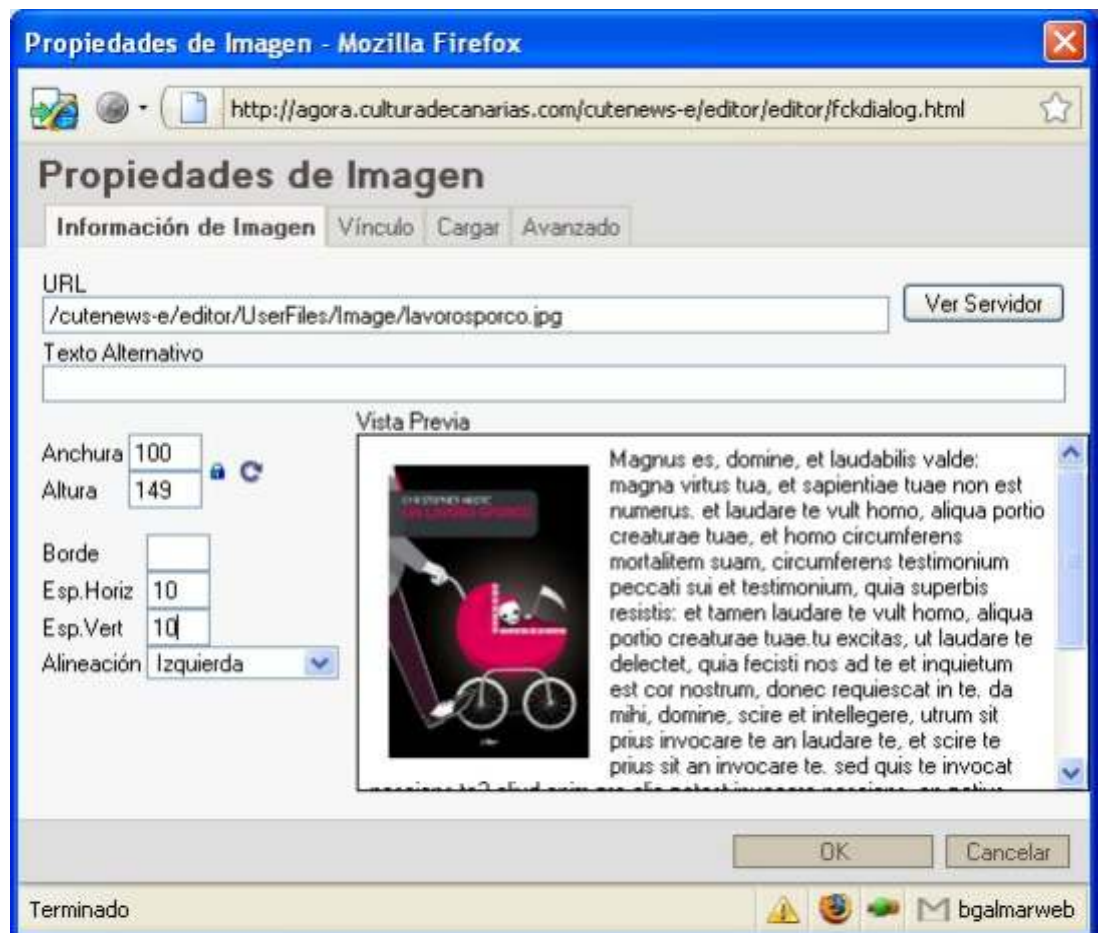 Propiedades de Imagen - Mozilla Firefox
http://agora.culturadecanarias.com/cutenews-e/editor/editor/fckdialog.html
Propiedades de Imagen
Información de Imagen Vínculo Cargar Avanzado
URL
/cutenews-e/editor/UserFiles/Image/lavorosporco.jpg
Ver Servidor
Texto Alternativo
Anchura 100
Altura 149
Borde
Esp.Horiz 10
Esp.Vert 10
Alineación Izquierda
Vista Previa
UN LAVORO SPORCO
Magnus es, domine, et laudabilis valde:
magna virtus tua, et sapientiae tuae non est
numerus. et laudare te vult homo, aliqua portio
creaturae tuae, et homo circumferens
mortalitem suam, circumferens testimonium
peccati sui et testimonium, quia superbis
resistis: et tamen laudare te vult homo, aliqua
portio creaturae tuae.tu excitas, ut laudare te
delectet, quia fecisti nos ad te et inquietum
est cor nostrum, donec requiescat in te. da
mihi, domine, scire et intellegere, utrum sit
prius invocare te an laudare te, et scire te
prius sit an invocare te. sed quis te invocat
OK Cancelar
Terminado
bgalmarweb